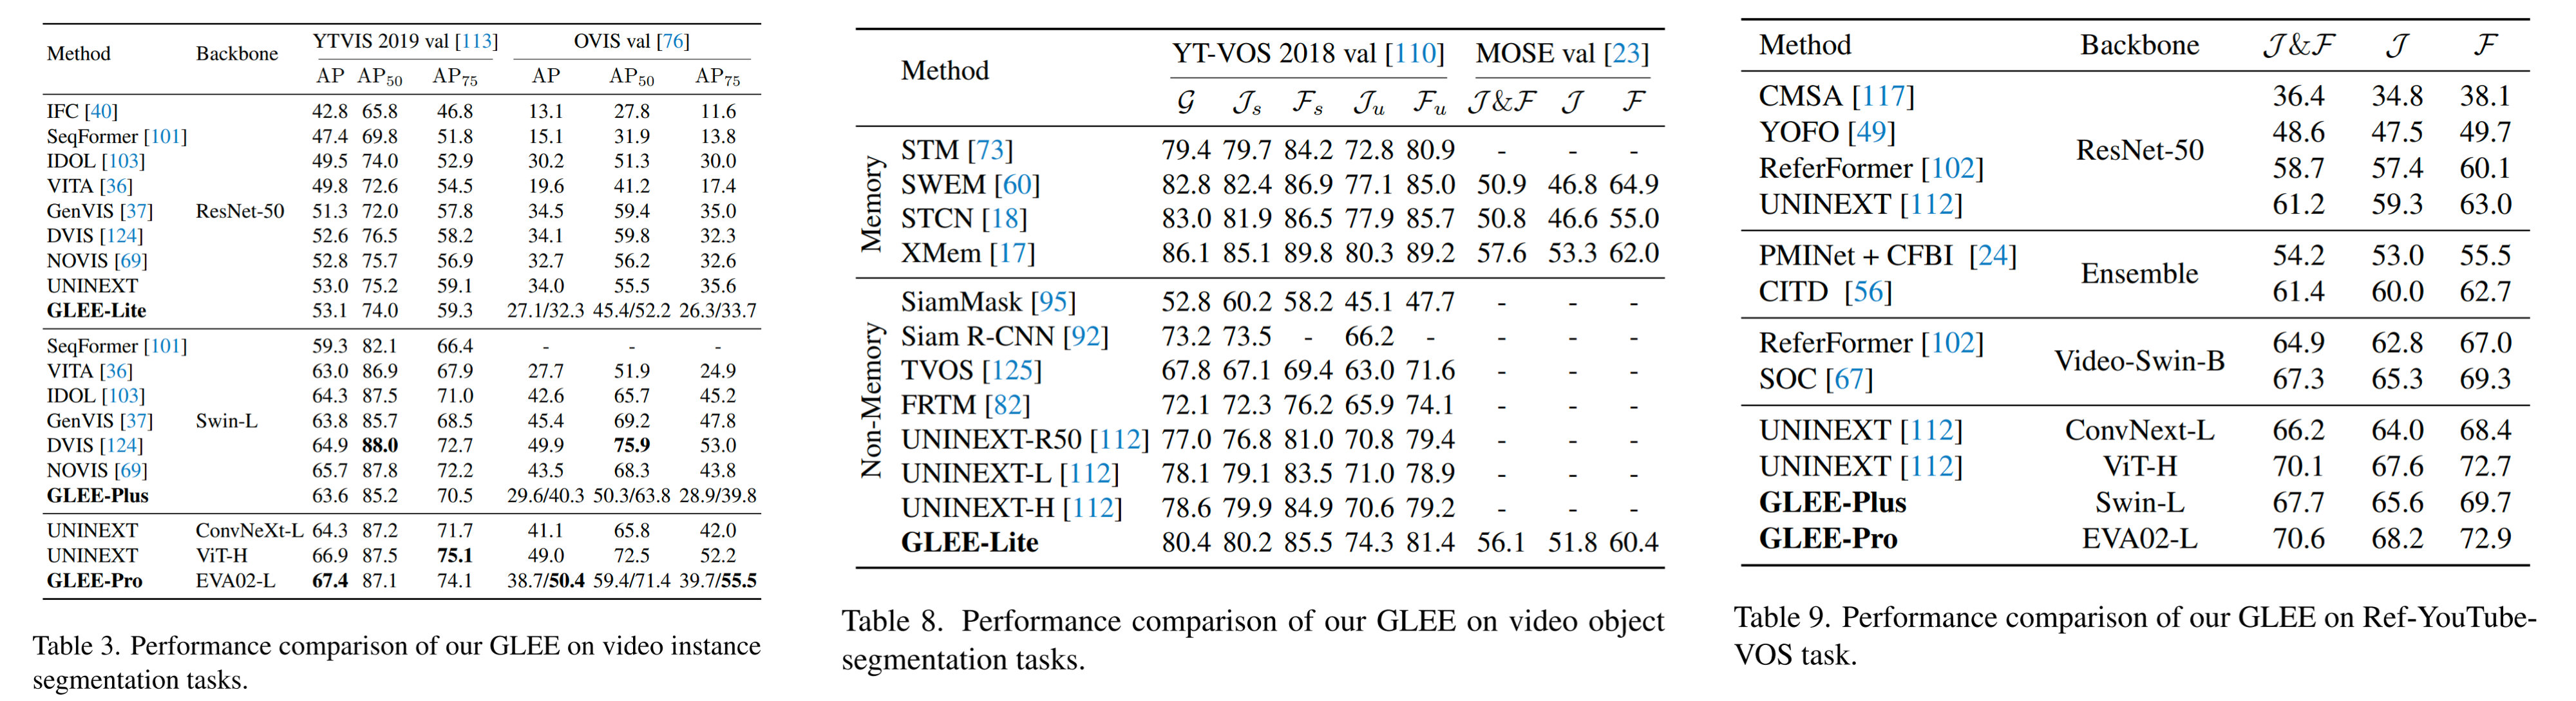 Method Backbone YTVIS 2019 val [113] OVIS val [76]
AP AP50 AP75 AP AP50 AP75
IFC [40] 42.8 65.8 46.8 13.1 27.8 11.6
SeqFormer [101] 47.4 69.8 51.8 15.1 31.9 13.8
IDOL [103] 49.5 74.0 52.9 30.2 51.3 30.0
VITA [36] 49.8 72.6 54.5 19.6 41.2 17.4
GenVIS [37] ResNet-50 51.3 72.0 57.8 34.5 59.4 35.0
DVIS [124] 52.6 76.5 58.2 34.1 59.8 32.3
NOVIS [69] 52.8 75.7 56.9 32.7 56.2 32.6
UNINEXT 53.0 75.2 59.1 34.0 55.5 35.6
GLEE-Lite 53.1 74.0 59.3 27.1/32.3 45.4/52.2 26.3/33.7
SeqFormer [101] 59.3 82.1 66.4 - - -
VITA [36] 63.0 86.9 67.9 27.7 51.9 24.9
IDOL [103] 64.3 87.5 71.0 42.6 65.7 45.2
GenVIS [37] Swin-L 63.8 85.7 68.5 45.4 69.2 47.8
DVIS [124] 64.9 88.0 72.7 49.9 75.9 53.0
NOVIS [69] 65.7 87.8 72.2 43.5 68.3 43.8
GLEE-Plus 63.6 85.2 70.5 29.6/40.3 50.3/63.8 28.9/39.8
UNINEXT ConvNeXt-L 64.3 87.2 71.7 41.1 65.8 42.0
UNINEXT ViT-H 66.9 87.5 75.1 49.0 72.5 52.2
GLEE-Pro EVA02-L 67.4 87.1 74.1 38.7/50.4 59.4/71.4 39.7/55.5
Table 3. Performance comparison of our GLEE on video instance
segmentation tasks.
Method YT-VOS 2018 val [110] MOSE val [23]
G Js Fs Ju Fu J&F J F
Memory
STM [73] 79.4 79.7 84.2 72.8 80.9 - - -
SWEM [60] 82.8 82.4 86.9 77.1 85.0 50.9 46.8 64.9
STCN [18] 83.0 81.9 86.5 77.9 85.7 50.8 46.6 55.0
XMem [17] 86.1 85.1 89.8 80.3 89.2 57.6 53.3 62.0
Non-Memory
SiamMask [95] 52.8 60.2 58.2 45.1 47.7 - - -
Siam R-CNN [92] 73.2 73.5 - 66.2 - - - -
TVOS [125] 67.8 67.1 69.4 63.0 71.6 - - -
FRTM [82] 72.1 72.3 76.2 65.9 74.1 - - -
UNINEXT-R50 [112] 77.0 76.8 81.0 70.8 79.4 - - -
UNINEXT-L [112] 78.1 79.1 83.5 71.0 78.9 - - -
UNINEXT-H [112] 78.6 79.9 84.9 70.6 79.2 - - -
GLEE-Lite 80.4 80.2 85.5 74.3 81.4 56.1 51.8 60.4
Table 8. Performance comparison of our GLEE on video object
segmentation tasks.
Method Backbone J&F J F
CMSA [117] 36.4 34.8 38.1
YOFO [49] ResNet-50 48.6 47.5 49.7
ReferFormer [102] 58.7 57.4 60.1
UNINEXT [112] 61.2 59.3 63.0
PMINet + CFBI [24] Ensemble 54.2 53.0 55.5
CITD [56] 61.4 60.0 62.7
ReferFormer [102] Video-Swin-B 64.9 62.8 67.0
SOC [67] 67.3 65.3 69.3
UNINEXT [112] ConvNext-L 66.2 64.0 68.4
UNINEXT [112] ViT-H 70.1 67.6 72.7
GLEE-Plus Swin-L 67.7 65.6 69.7
GLEE-Pro EVA02-L 70.6 68.2 72.9
Table 9. Performance comparison of our GLEE on Ref-YouTube-
VOS task.